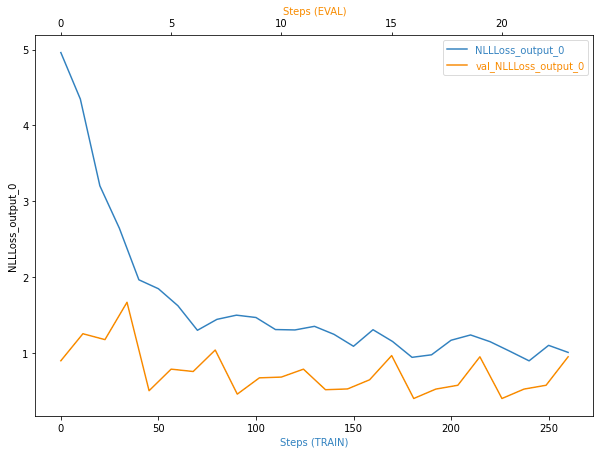 Steps (EVAL)
0 5 10 15 20
NLLLoss_output_0
val_NLLLoss_output_0
5
4
3
2
1
NLLLoss_output_0
0 50 100 150 200 250
Steps (TRAIN)